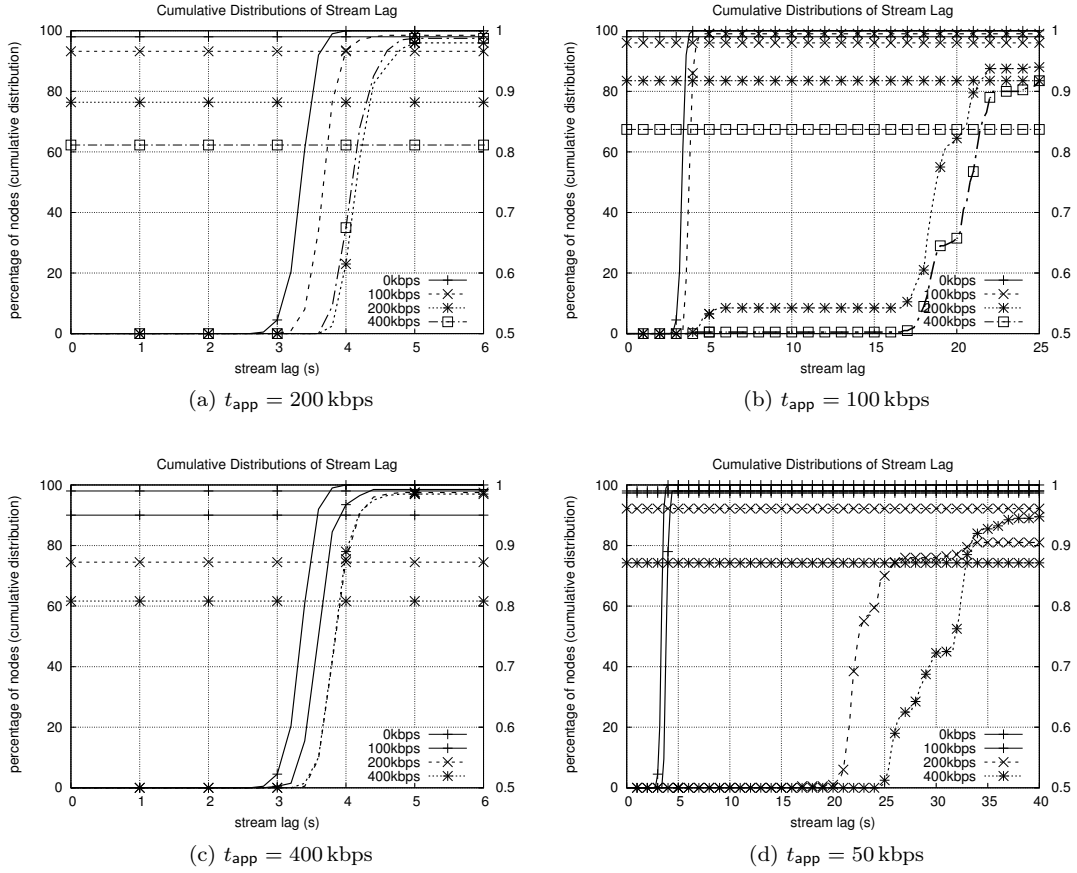 Cumulative Distributions of Stream Lag
percentage of nodes (cumulative distribution)
100
80
60
40
20
0
1
0.9
0.8
0.7
0.6
0.5
0kbps
100kbps
200kbps
400kbps
0 1 2 3 4 5 6
stream lag (s)
(a) t_app = 200 kbps
Cumulative Distributions of Stream Lag
percentage of nodes (cumulative distribution)
100
80
60
40
20
0
1
0.9
0.8
0.7
0.6
0.5
0kbps
100kbps
200kbps
400kbps
0 5 10 15 20 25
stream lag
(b) t_app = 100 kbps
Cumulative Distributions of Stream Lag
percentage of nodes (cumulative distribution)
100
80
60
40
20
0
1
0.9
0.8
0.7
0.6
0.5
0kbps
100kbps
200kbps
400kbps
0 1 2 3 4 5 6
stream lag (s)
(c) t_app = 400 kbps
Cumulative Distributions of Stream Lag
percentage of nodes (cumulative distribution)
100
80
60
40
20
0
1
0.9
0.8
0.7
0.6
0.5
0kbps
100kbps
200kbps
400kbps
0 5 10 15 20 25 30 35 40
stream lag (s)
(d) t_app = 50 kbps